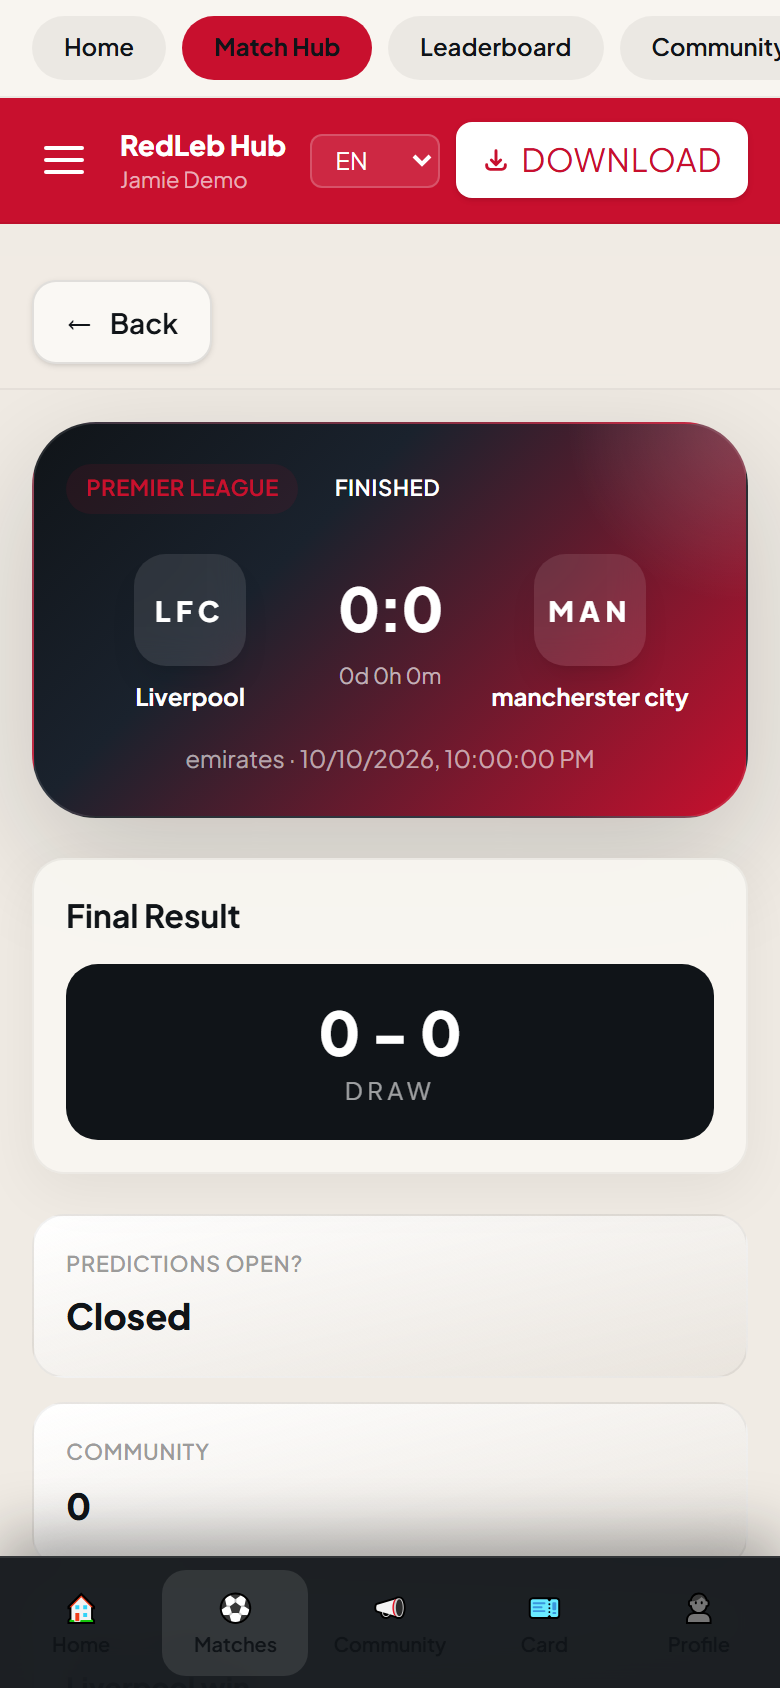 Home Match Hub Leaderboard Community
RedLeb Hub
Jamie Demo
EN
DOWNLOAD
← Back
PREMIER LEAGUE FINISHED
LFC 0:0 MAN
0d 0h 0m
Liverpool mancherster city
emirates · 10/10/2026, 10:00:00 PM
Final Result
0 – 0
DRAW
PREDICTIONS OPEN?
Closed
COMMUNITY
0
Home Matches Community Card Profile
Liverpool win